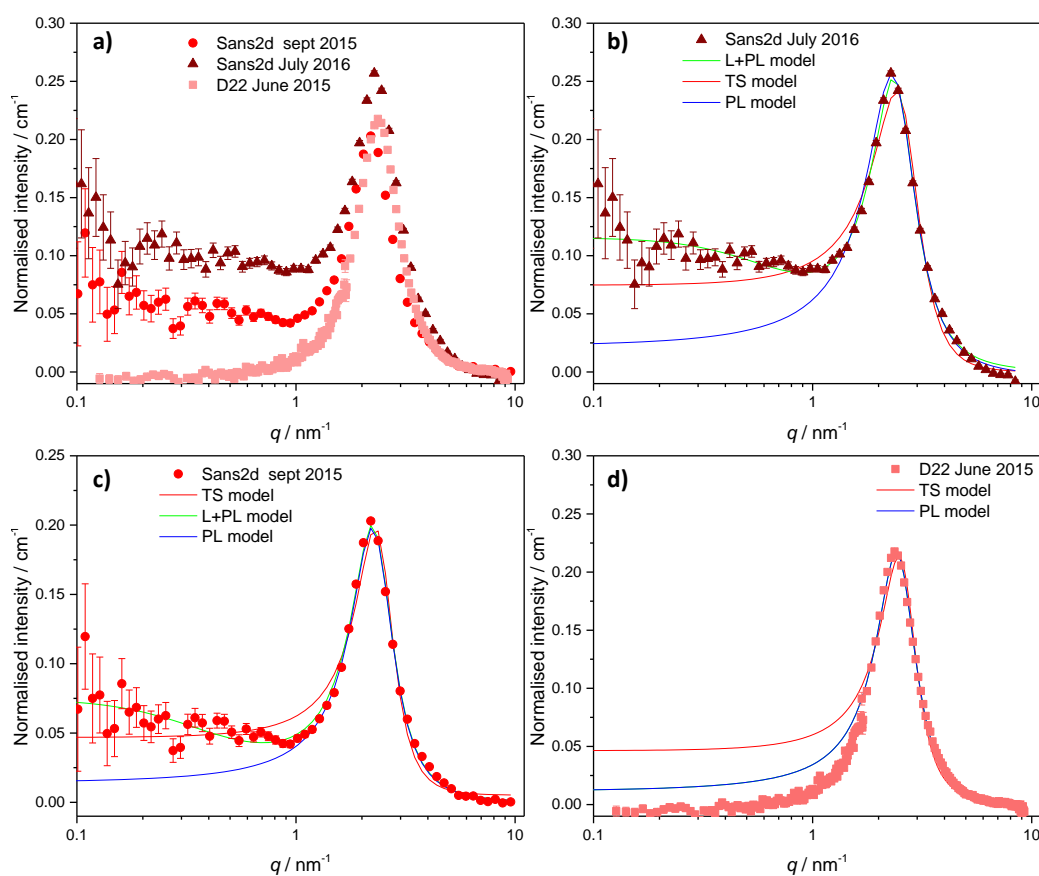 a)
Sans2d sept 2015
Sans2d July 2016
D22 June 2015
0.30
0.25
0.20
0.15
0.10
0.05
0.00
Normalised intensity / cm-1
0.1
1
10
q / nm-1
b)
Sans2d July 2016
L+PL model
TS model
PL model
0.30
0.25
0.20
0.15
0.10
0.05
0.00
Normalised intensity / cm-1
0.1
1
10
q / nm-1
c)
Sans2d sept 2015
TS model
L+PL model
PL model
0.25
0.20
0.15
0.10
0.05
0.00
Normalised intensity / cm-1
0.1
1
10
q / nm-1
d)
D22 June 2015
TS model
PL model
0.30
0.25
0.20
0.15
0.10
0.05
0.00
Normalised intensity / cm-1
0.1
1
10
q / nm-1